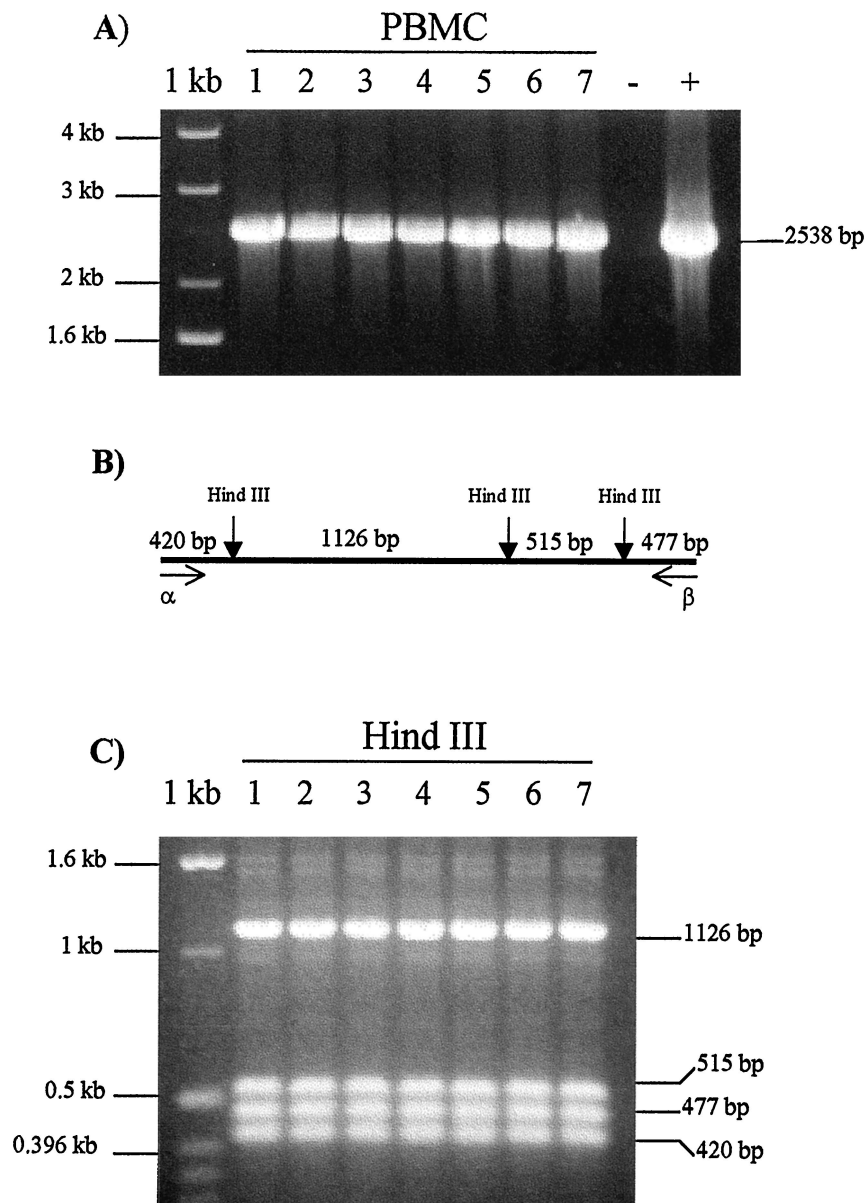 A)
PBMC
1 kb 1 2 3 4 5 6 7 - +
4 kb
3 kb
2538 bp
2 kb
1.6 kb
B)
Hind III Hind III Hind III
420 bp 1126 bp 515 bp 477 bp
α β
C)
Hind III
1 kb 1 2 3 4 5 6 7
1.6 kb
1126 bp
1 kb
515 bp
0.5 kb
477 bp
0.396 kb
420 bp